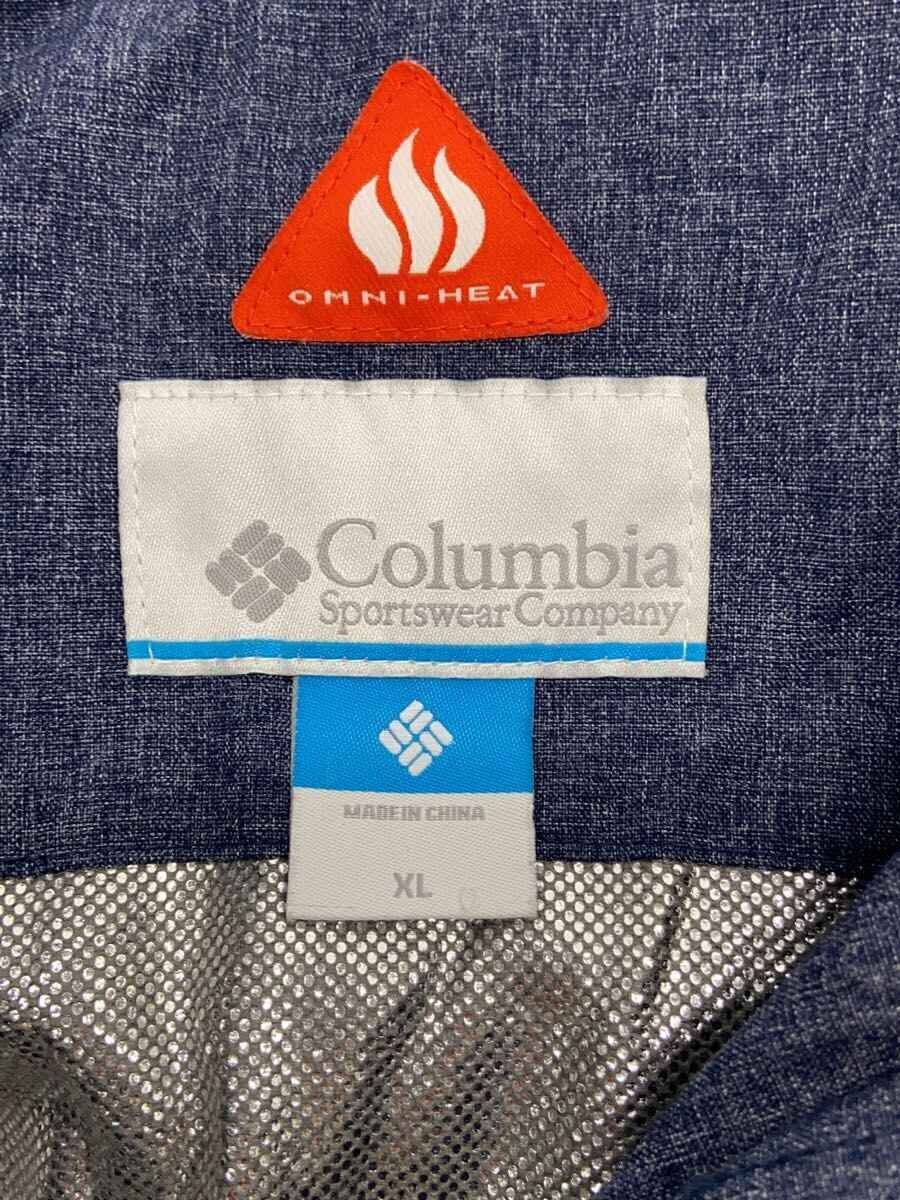 OMNI-HEAT
Columbia
Sportswear Company
MADE IN CHINA
XL